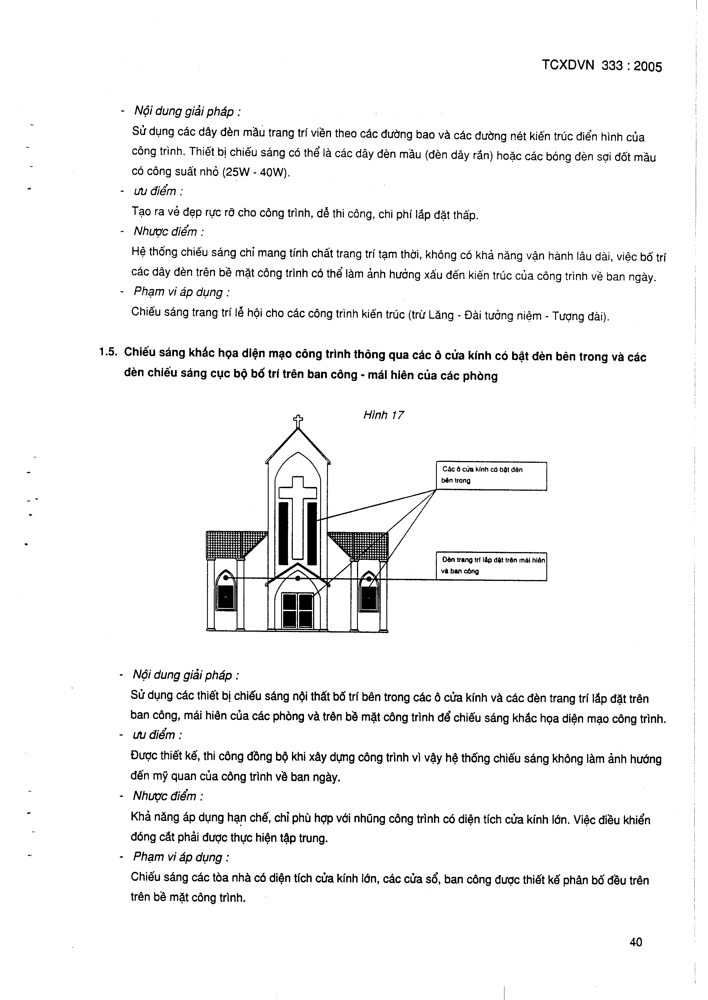 TCXDVN 333 : 2005
- Nội dung giải pháp :
Sử dụng các dây đèn mầu trang trí viền theo các đường bao và các đường nét kiến trúc điển hình của
công trình. Thiết bị chiếu sáng có thể là các dây đèn mầu (đèn dây rắn) hoặc các bóng đèn sợi đốt mầu
có công suất nhỏ (25W - 40W).
- ưu điểm :
Tạo ra vẻ đẹp rực rỡ cho công trình, dễ thi công, chi phí lắp đặt thấp.
- Nhược điểm :
Hệ thống chiếu sáng chỉ mang tính chất trang trí tạm thời, không có khả năng vận hành lâu dài, việc bố trí
các dây đèn trên bề mặt công trình có thể làm ảnh hưởng xấu đến kiến trúc của công trình về ban ngày.
- Phạm vi áp dụng :
Chiếu sáng trang trí lễ hội cho các công trình kiến trúc (trừ Lăng - Đài tưởng niệm - Tượng đài).
1.5. Chiếu sáng khắc họa diện mạo công trình thông qua các ô cửa kính có bật đèn bên trong và các
đèn chiếu sáng cục bộ bố trí trên ban công - mái hiên của các phòng
Hình 17
Các ô cửa kính có bật đèn
bên trong
Đèn trang trí lắp đặt trên mái hiên
và ban công
- Nội dung giải pháp :
Sử dụng các thiết bị chiếu sáng nội thất bố trí bên trong các ô cửa kính và các đèn trang trí lắp đặt trên
ban công, mái hiên của các phòng và trên bề mặt công trình để chiếu sáng khắc họa diện mạo công trình.
- ưu điểm :
Được thiết kế, thi công đồng bộ khi xây dựng công trình vì vậy hệ thống chiếu sáng không làm ảnh hướng
đến mỹ quan của công trình về ban ngày.
- Nhược điểm :
Khả năng áp dụng hạn chế, chỉ phù hợp với những công trình có diện tích cửa kính lớn. Việc điều khiển
đóng cắt phải được thực hiện tập trung.
- Phạm vi áp dụng :
Chiếu sáng các tòa nhà có diện tích cửa kính lớn, các cửa sổ, ban công được thiết kế phân bố đều trên
trên bề mặt công trình.
40